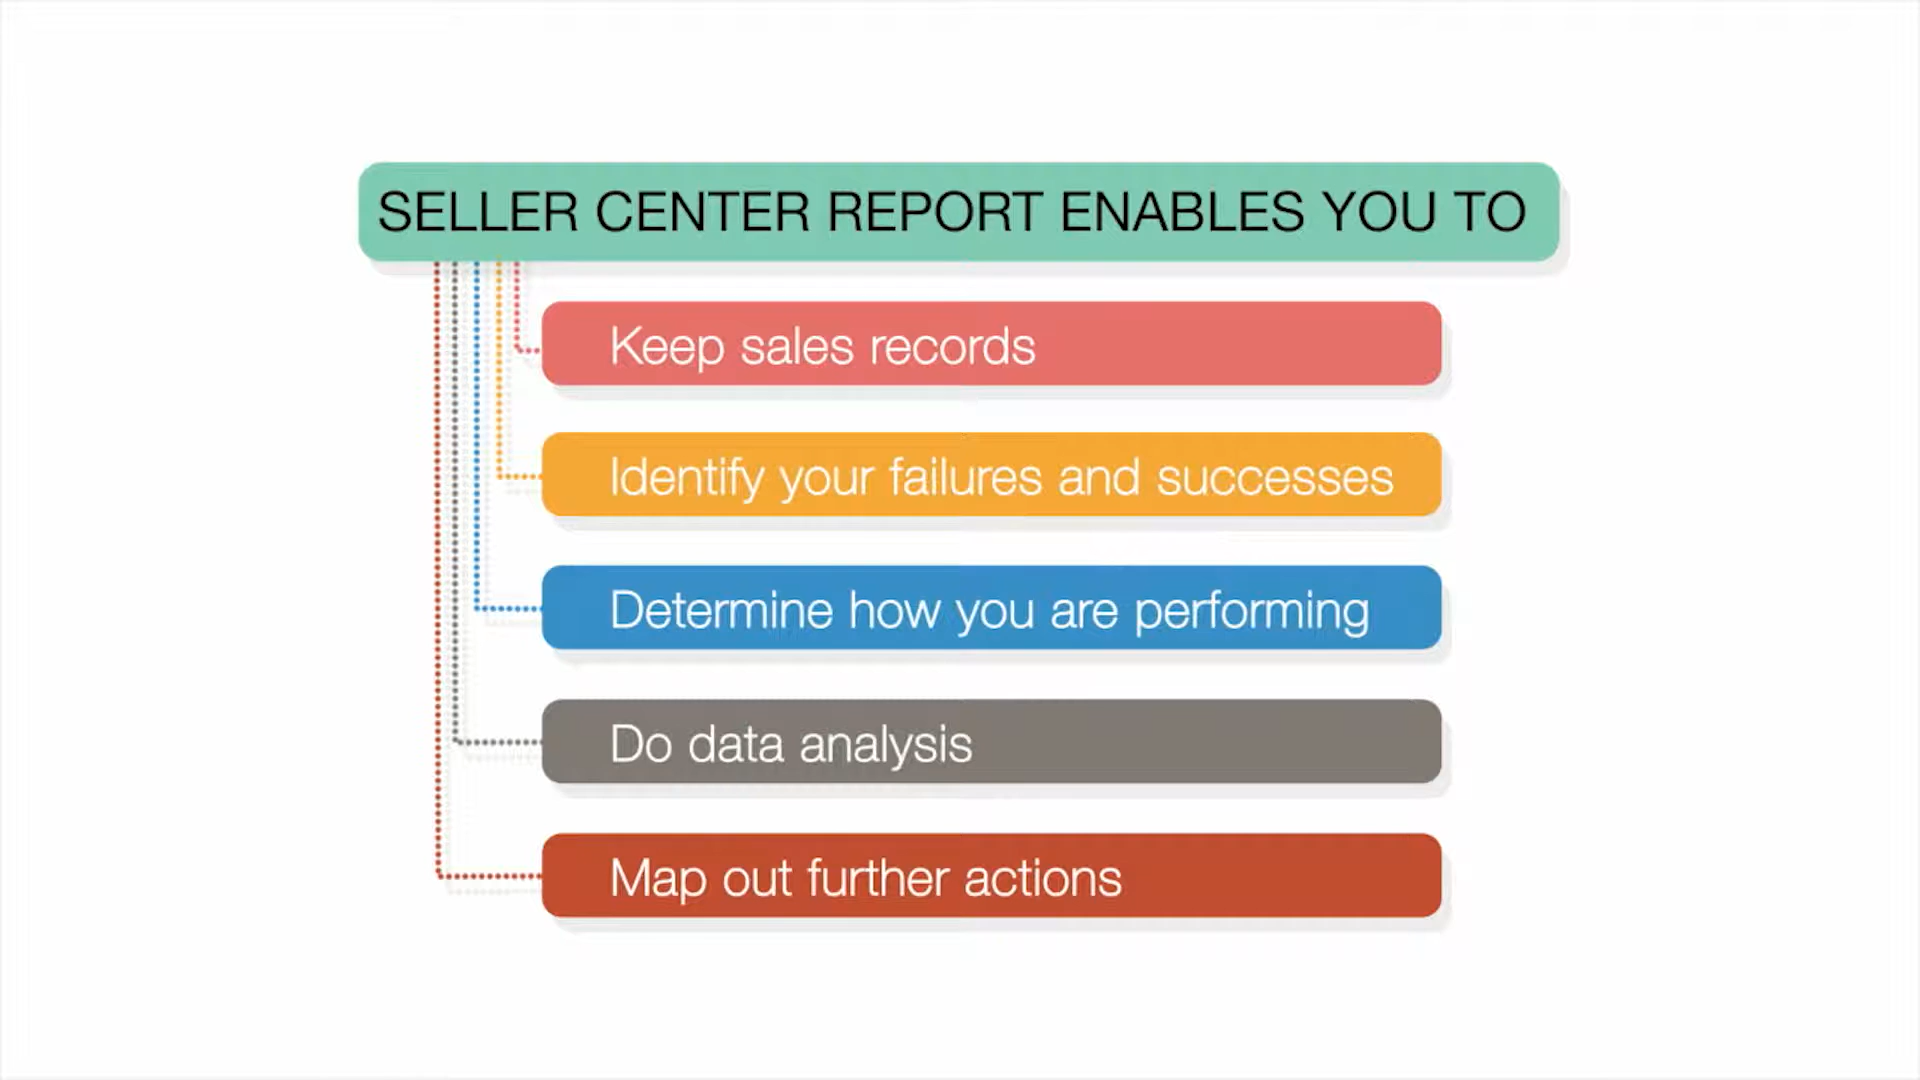 SELLER CENTER REPORT ENABLES YOU TO
Keep sales records
Identify your failures and successes
Determine how you are performing
Do data analysis
Map out further actions